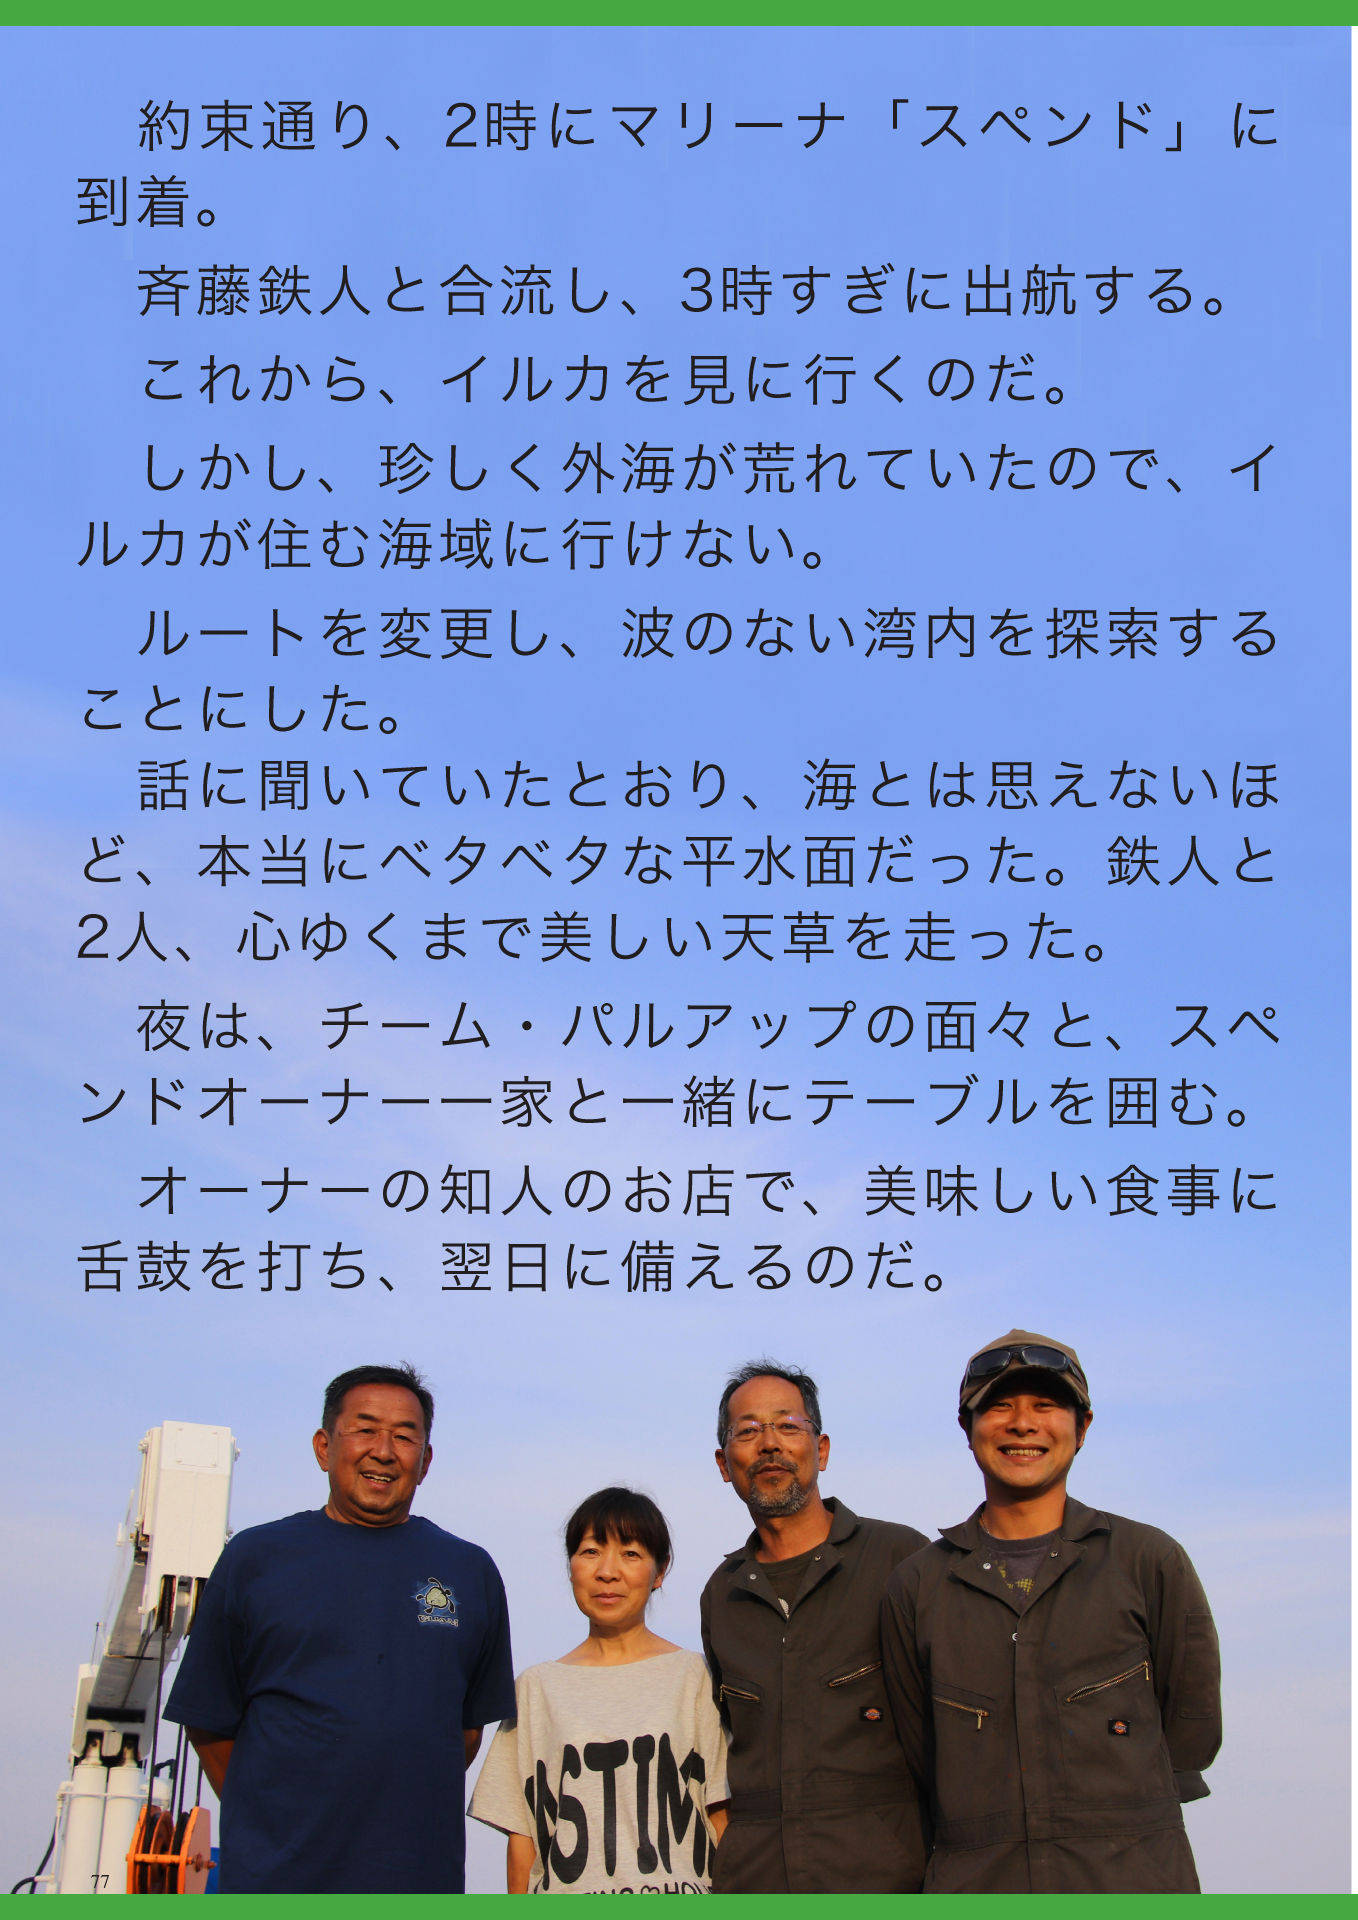 約束通り、2時にマリーナ「スペンド」に
到着。
斉藤鉄人と合流し、3時すぎに出航する。
これから、イルカを見に行くのだ。
しかし、珍しく外海が荒れていたので、イ
ルカが住む海域に行けない。
ルートを変更し、波のない湾内を探索する
ことにした。
話に聞いていたとおり、海とは思えないほ
ど、本当にベタベタな平水面だった。鉄人と
2人、心ゆくまで美しい天草を走った。
夜は、チーム・パルアップの面々と、スペ
ンドオーナー一家と一緒にテーブルを囲む。
オーナーの知人のお店で、美味しい食事に
舌鼓を打ち、翌日に備えるのだ。
77